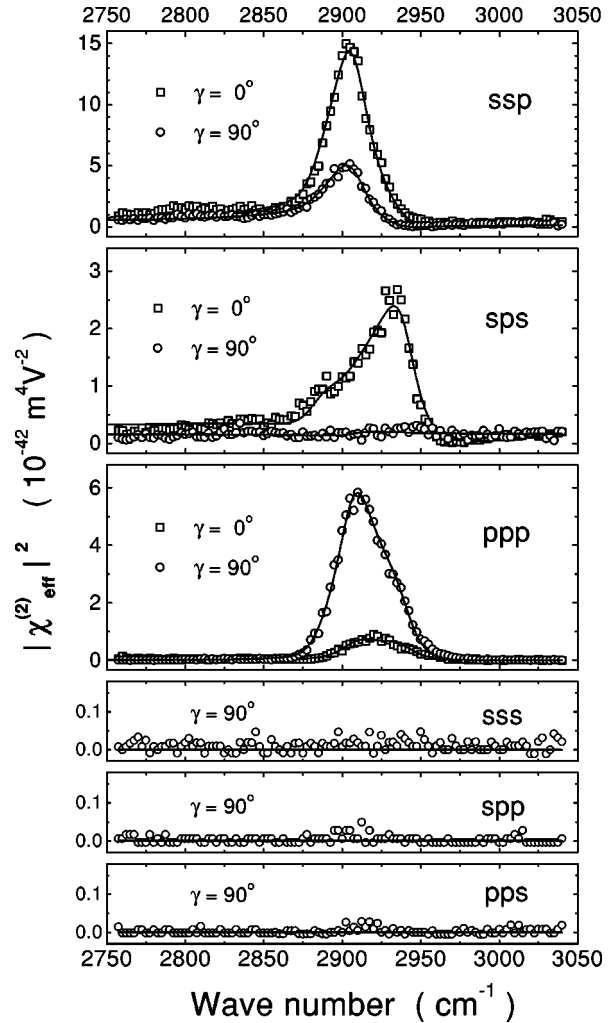 2750 2800 2850 2900 2950 3000 3050
15
10
5
0
γ = 0°
γ = 90°
ssp
3
2
1
0
γ = 0°
γ = 90°
sps
6
4
2
0
γ = 0°
γ = 90°
ppp
0.1
0.0
γ = 90°
sss
0.1
0.0
γ = 90°
spp
0.1
0.0
γ = 90°
pps
2750 2800 2850 2900 2950 3000 3050
Wave number ( cm⁻¹ )
| χ⁽²⁾eff |² ( 10⁻⁴² m⁴V⁻² )